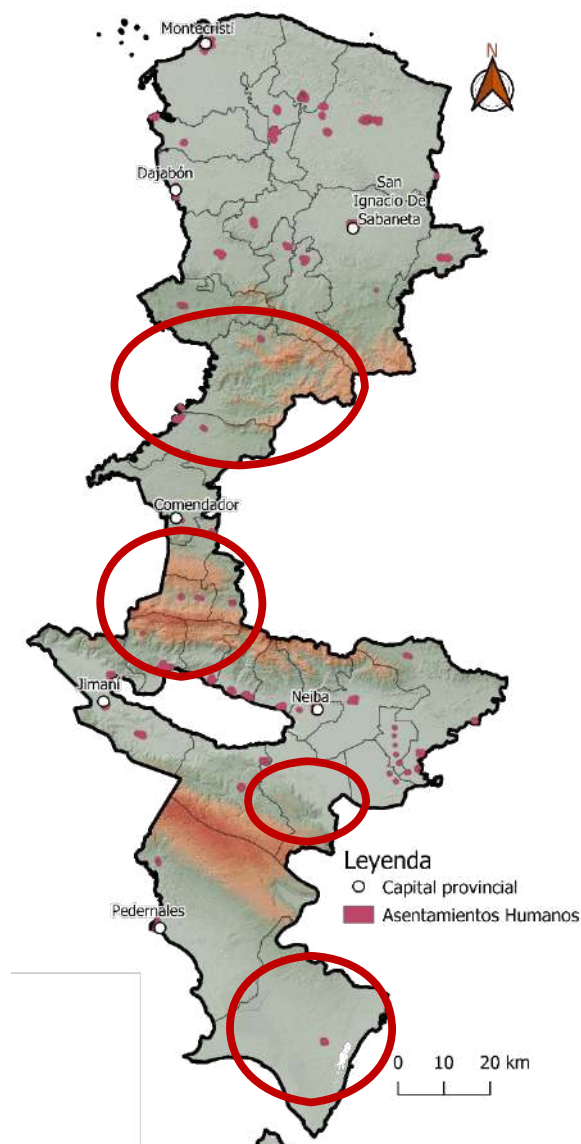 Montecristi
N
Dajabón
San
Ignacio De
Sabaneta
Comendador
Jimaní
Neiba
Leyenda
Capital provincial
Asentamientos Humanos
Pedernales
0 10 20 km